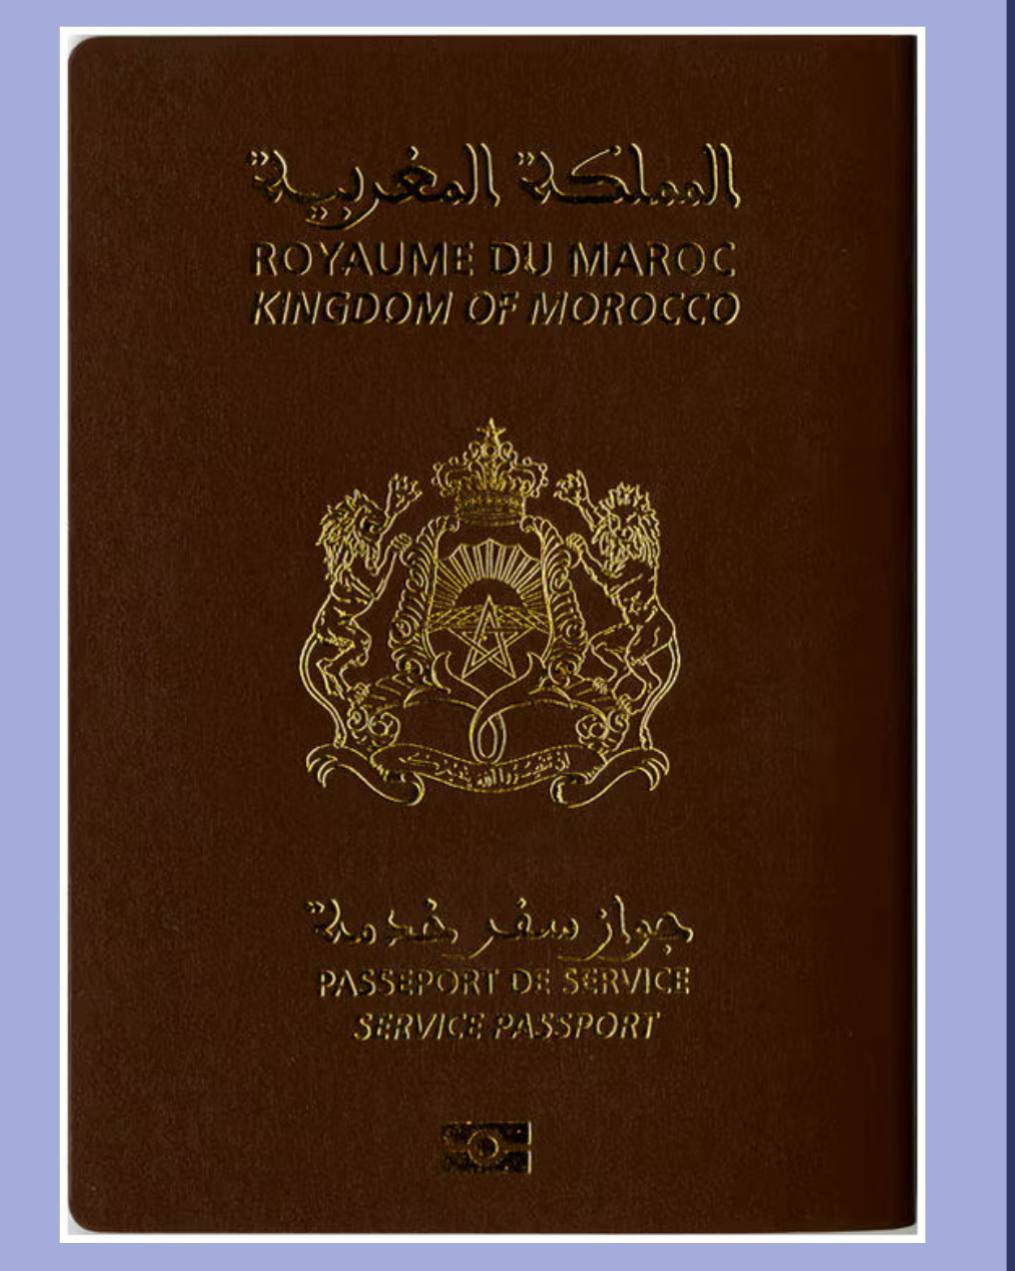 المملكة المغربية
ROYAUME DU MAROC
KINGDOM OF MOROCCO
جواز سفر خدمة
PASSEPORT DE SERVICE
SERVICE PASSPORT